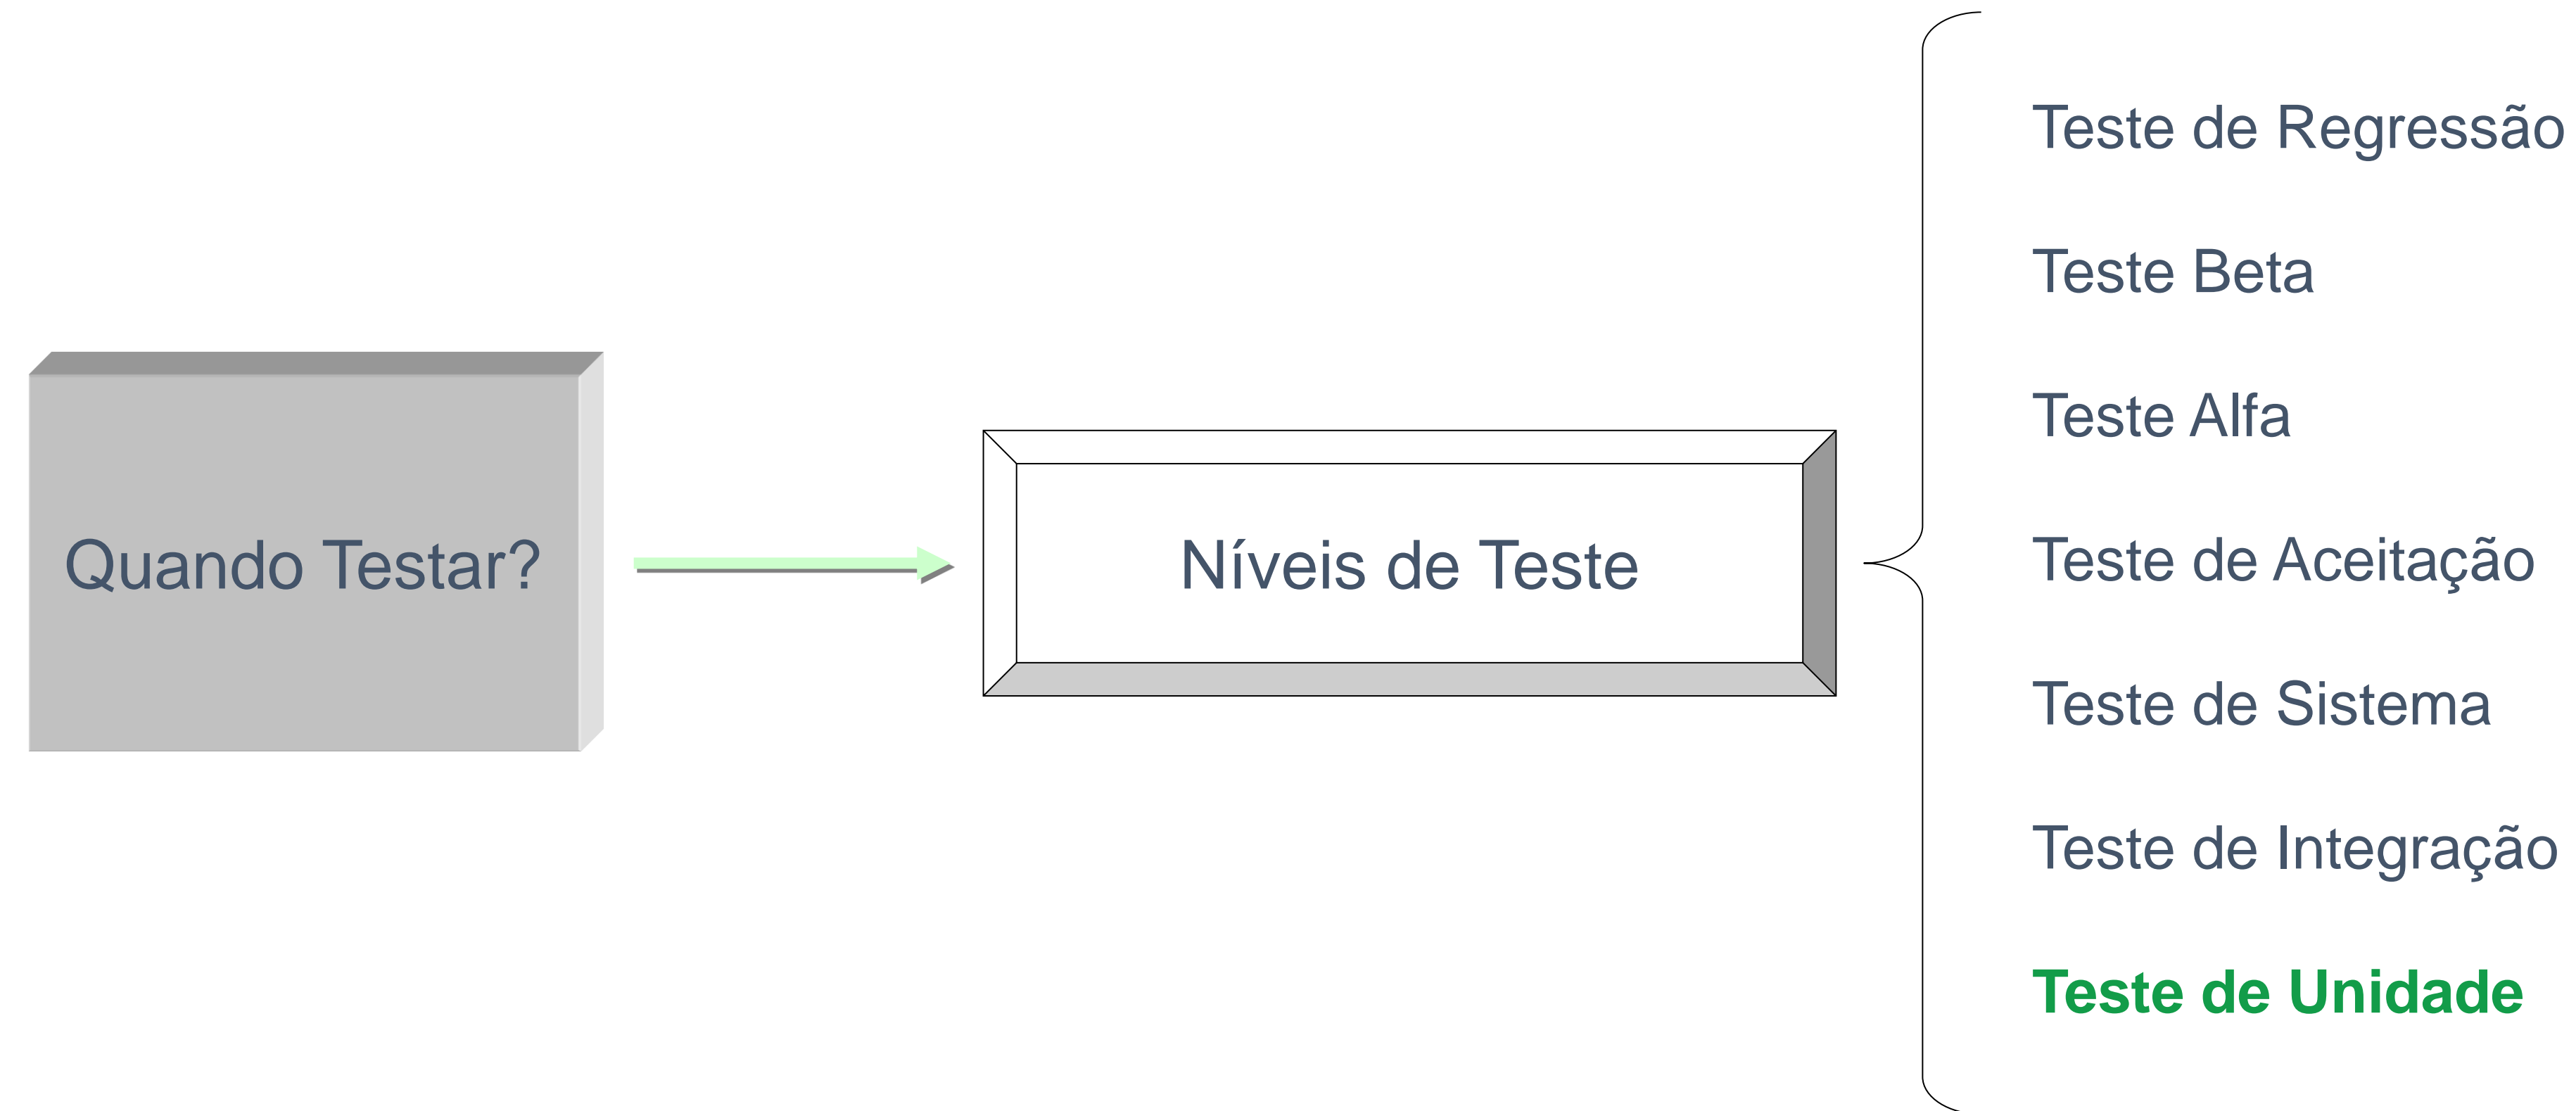 Quando Testar?
Níveis de Teste
Teste de Regressão
Teste Beta
Teste Alfa
Teste de Aceitação
Teste de Sistema
Teste de Integração
Teste de Unidade